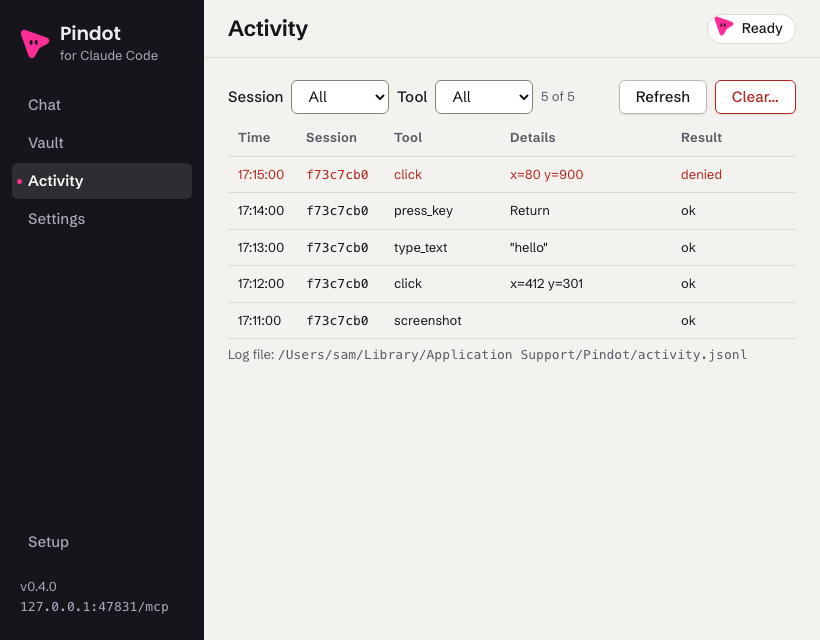 Pindot
for Claude Code
Chat
Vault
Activity
Settings
Setup
v0.4.0
127.0.0.1:47831/mcp
Activity
Ready
Session All Tool All 5 of 5 Refresh Clear...
Time Session Tool Details Result
17:15:00 f73c7cb0 click x=80 y=900 denied
17:14:00 f73c7cb0 press_key Return ok
17:13:00 f73c7cb0 type_text "hello" ok
17:12:00 f73c7cb0 click x=412 y=301 ok
17:11:00 f73c7cb0 screenshot ok
Log file: /Users/sam/Library/Application Support/Pindot/activity.jsonl